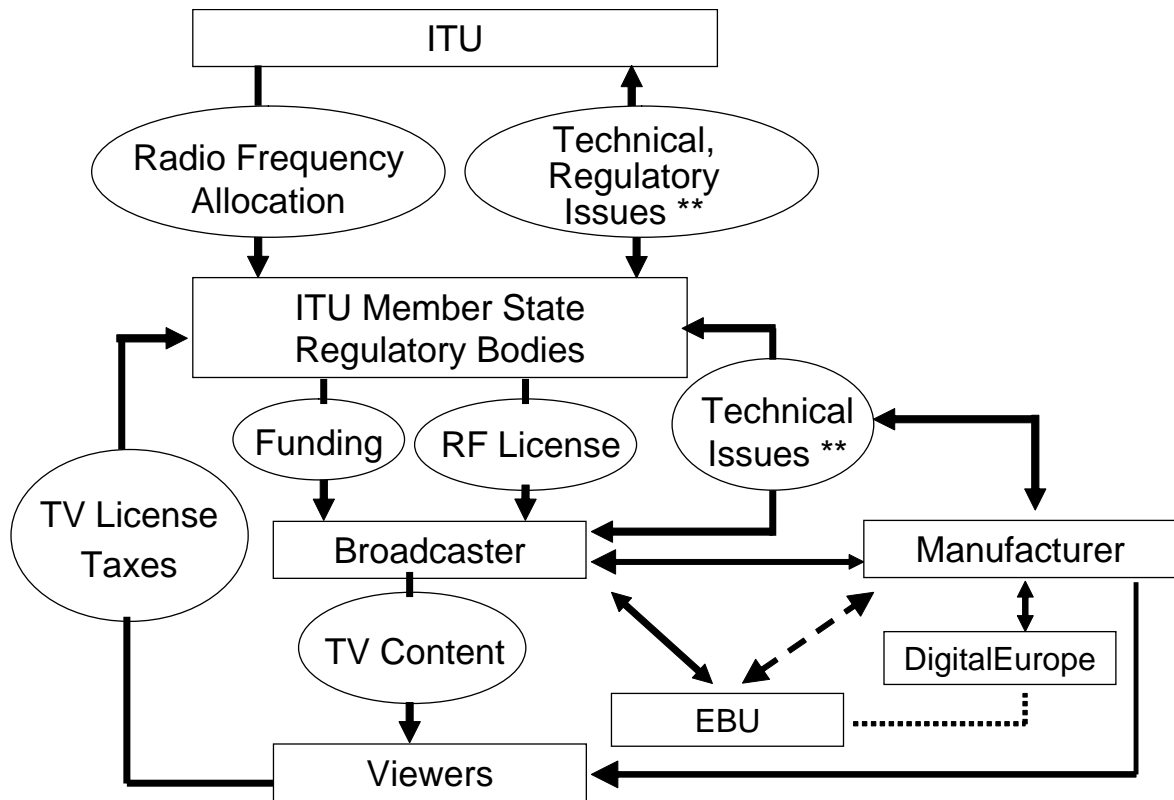 ITU
Radio Frequency
Allocation
Technical,
Regulatory
Issues **
ITU Member State
Regulatory Bodies
Funding
RF License
Technical
Issues **
TV License
Taxes
Broadcaster
Manufacturer
TV Content
DigitalEurope
EBU
Viewers